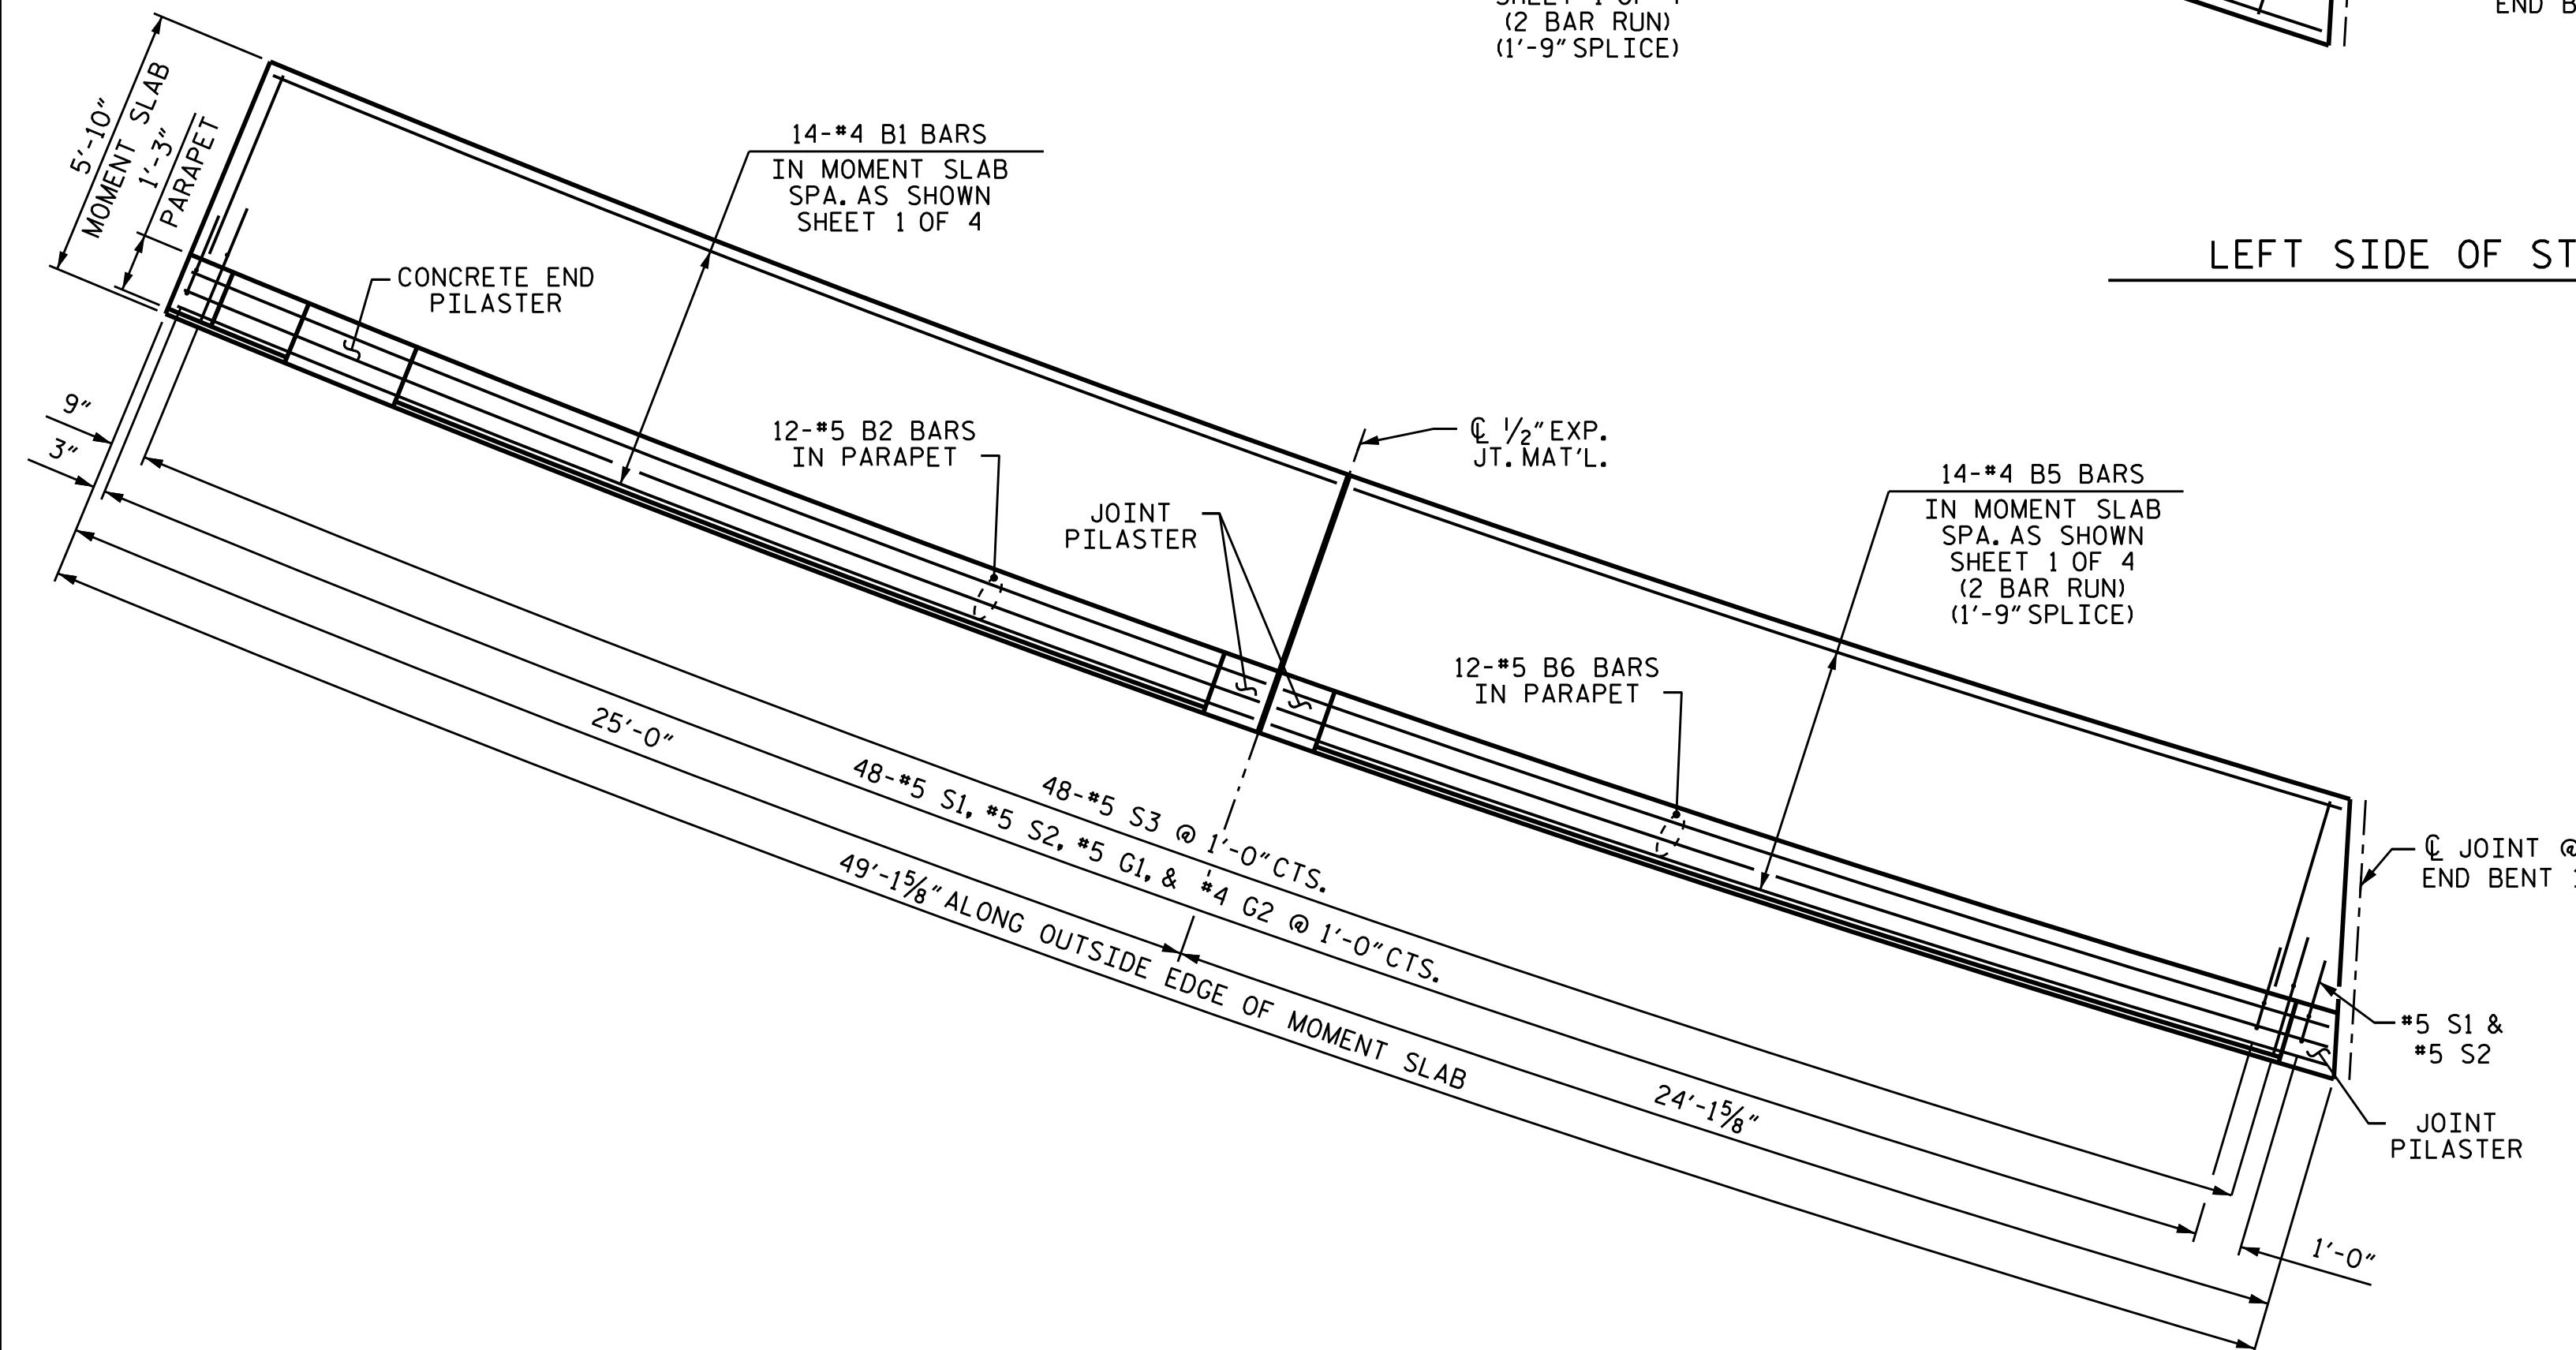 (2 BAR RUN)
(1'-9" SPLICE)
5'-10"
MOMENT SLAB
1'-3"
PARAPET
14-#4 B1 BARS
IN MOMENT SLAB
SPA. AS SHOWN
SHEET 1 OF 4
LEFT SIDE OF ST
CONCRETE END
PILASTER
9"
3"
12-#5 B2 BARS
IN PARAPET
℄ 1/2" EXP.
JT. MAT'L.
JOINT
PILASTER
14-#4 B5 BARS
IN MOMENT SLAB
SPA. AS SHOWN
SHEET 1 OF 4
(2 BAR RUN)
(1'-9" SPLICE)
12-#5 B6 BARS
IN PARAPET
25'-0"
48-#5 S3 @ 1'-0" CTS.
48-#5 S1, #5 S2, #5 G1, & #4 G2 @ 1'-0" CTS.
49'-1 5/8" ALONG OUTSIDE EDGE OF MOMENT SLAB
24'-1 5/8"
℄ JOINT @
END BENT
#5 S1 &
#5 S2
JOINT
PILASTER
1'-0"